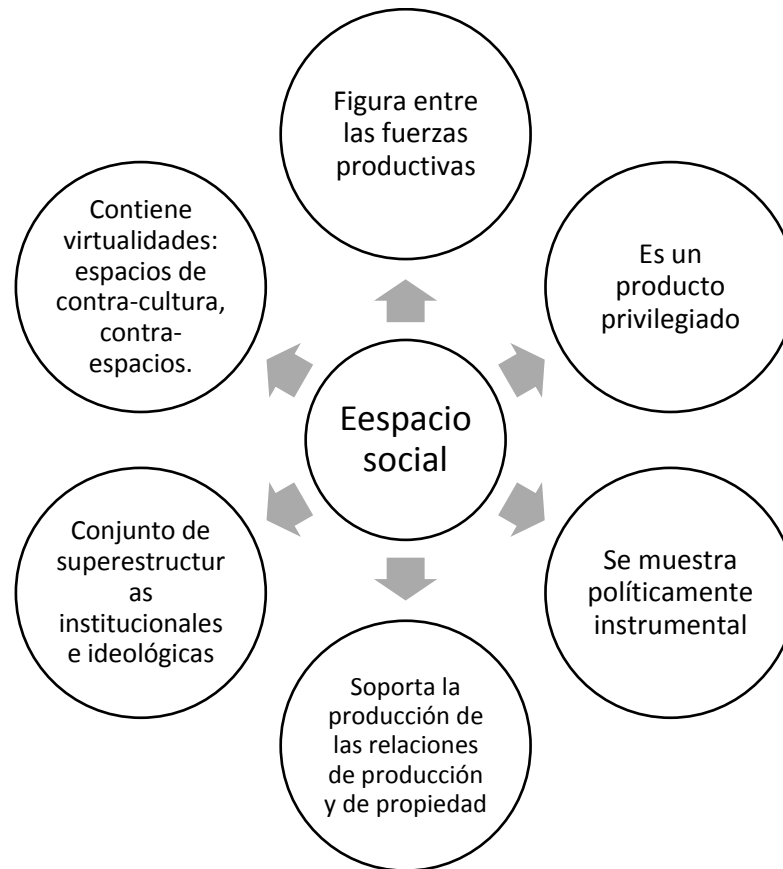 Figura entre
las fuerzas
productivas
Es un
producto
privilegiado
Se muestra
políticamente
instrumental
Soporta la
producción de
las relaciones
de producción
y de propiedad
Conjunto de
superestructur
as
institucionales
e ideológicas
Contiene
virtualidades:
espacios de
contra-cultura,
contra-
espacios.
Eespacio
social